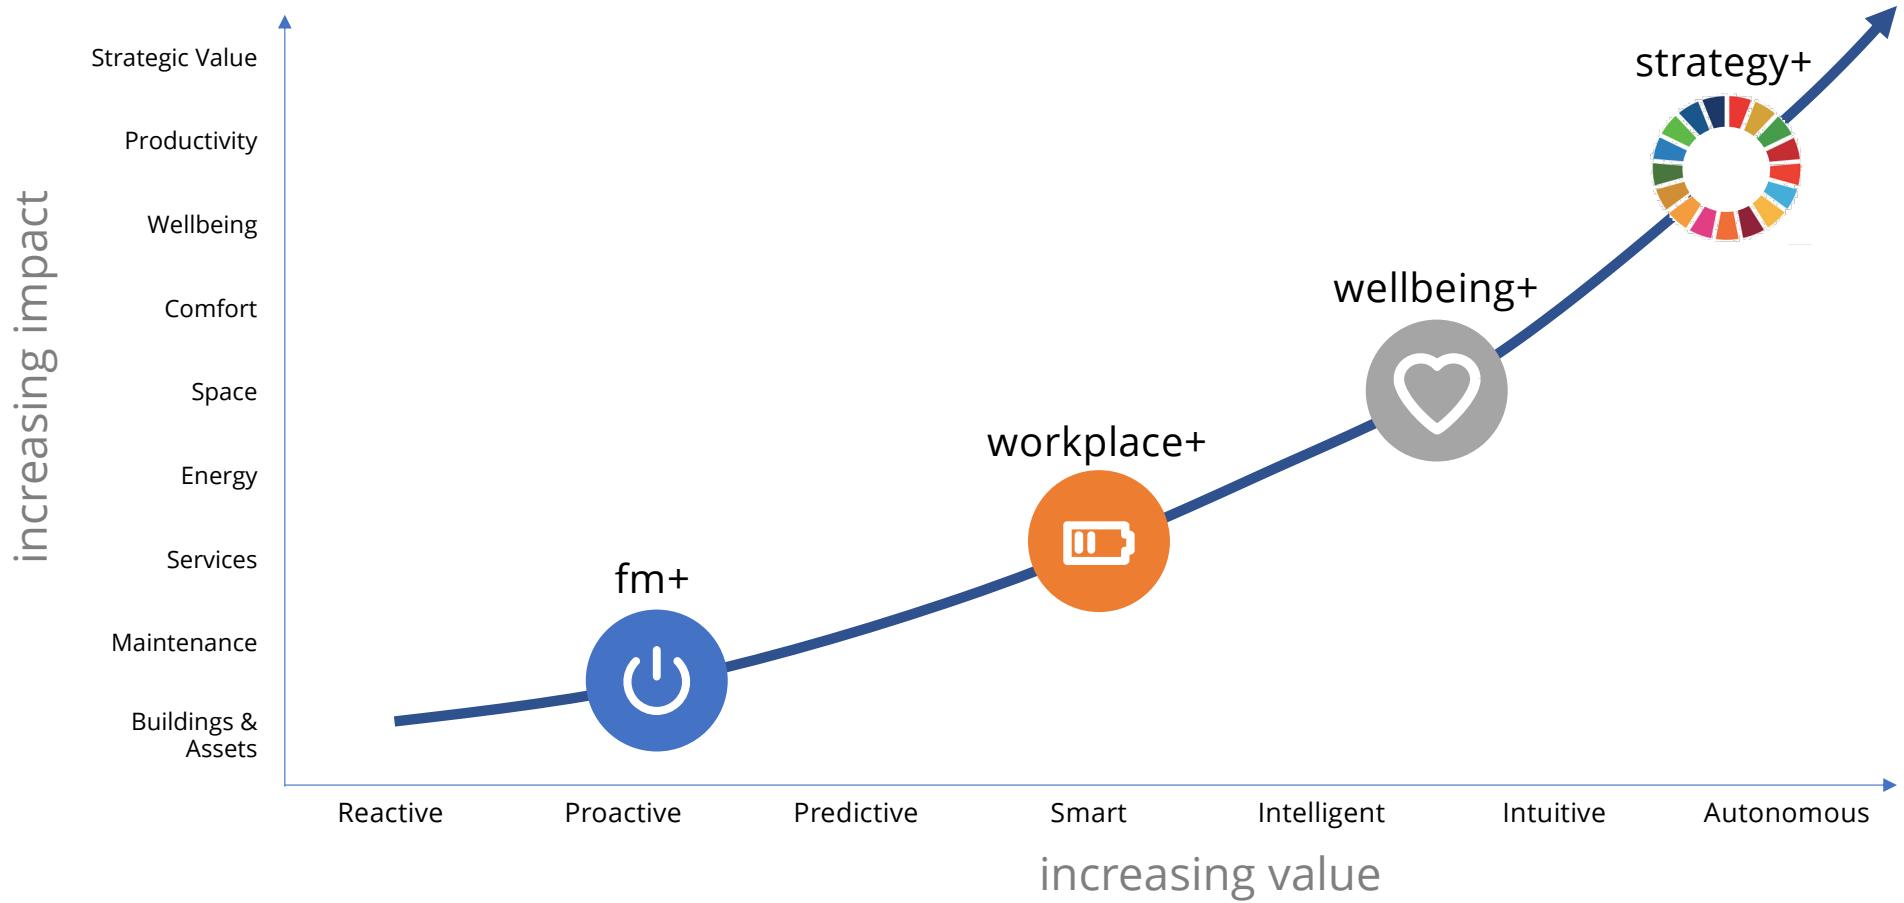 increasing impact
Strategic Value
Productivity
Wellbeing
Comfort
Space
Energy
Services
Maintenance
Buildings &
Assets
strategy+
wellbeing+
workplace+
fm+
Reactive
Proactive
Predictive
Smart
Intelligent
Intuitive
Autonomous
increasing value